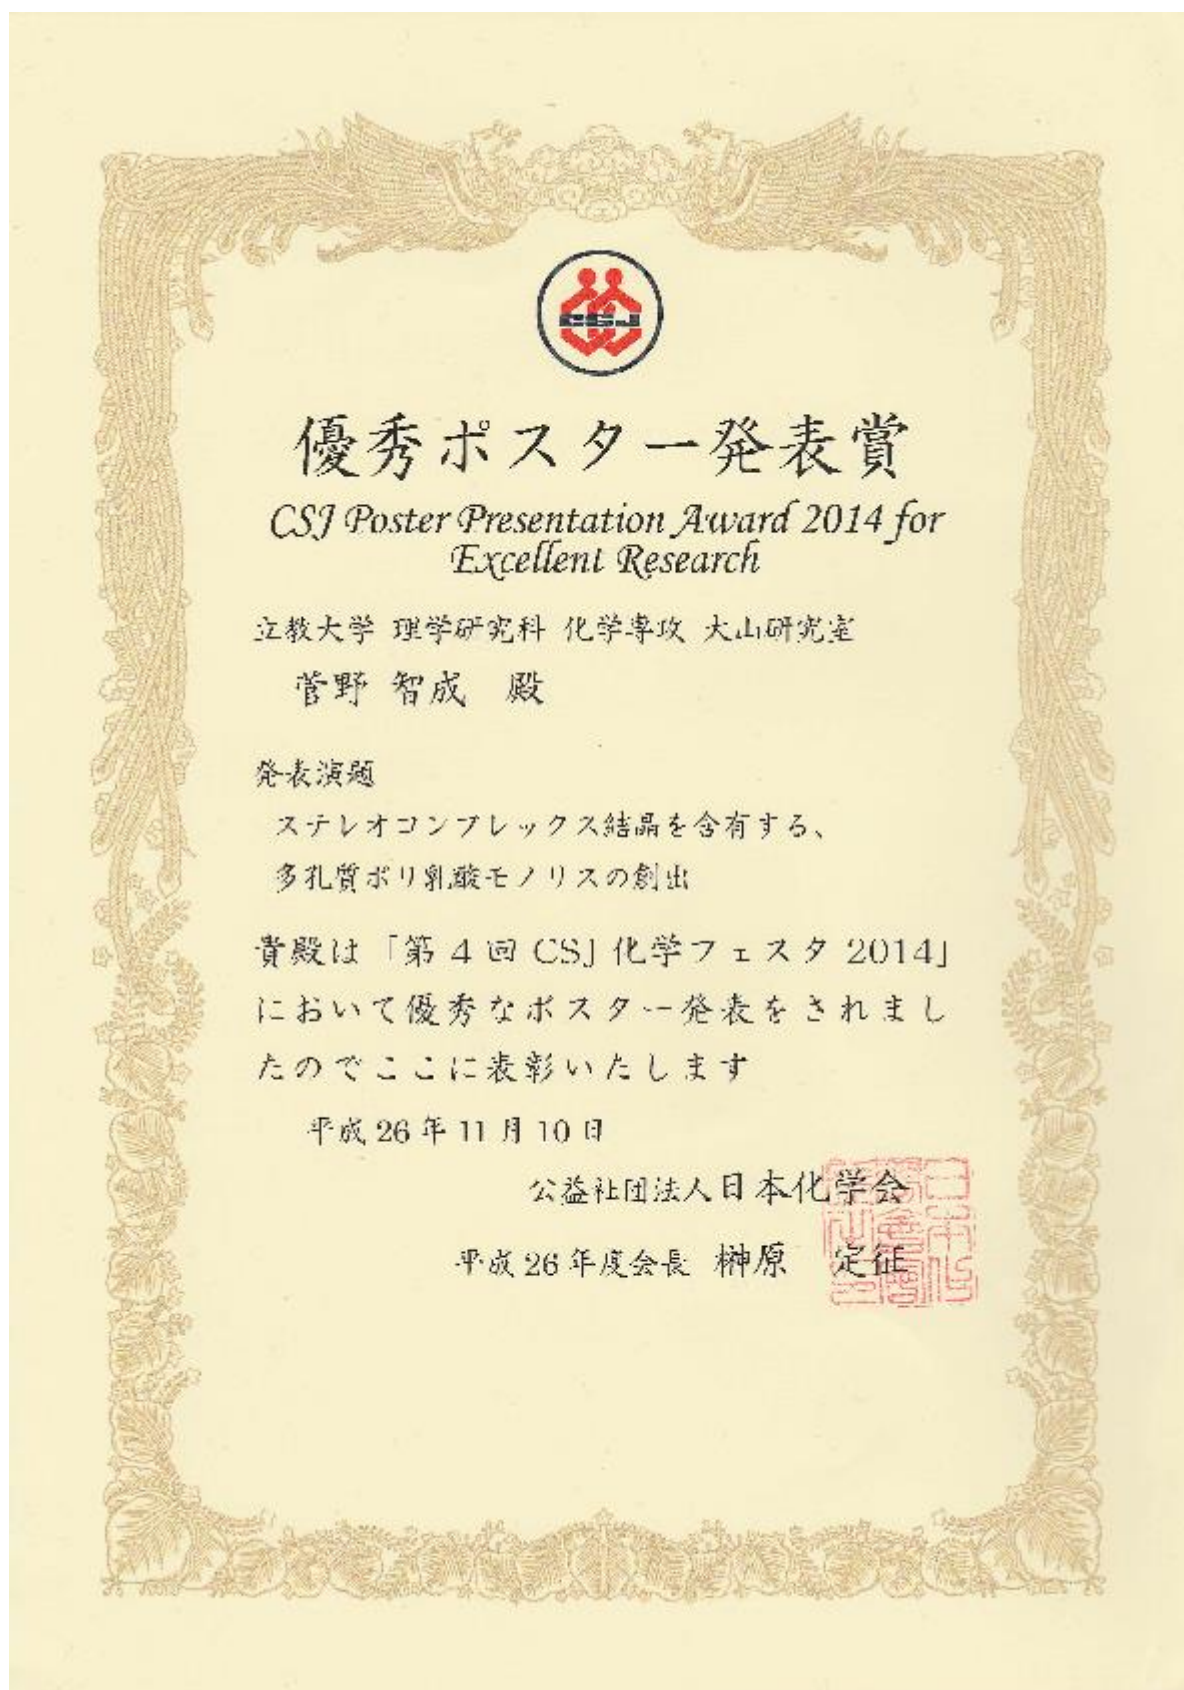 CSJ
優秀ポスター発表賞
CSJ Poster Presentation Award 2014 for
Excellent Research
立教大学 理学研究科 化学専攻 大山研究室
菅野 智成 殿
発表演題
ステレオコンプレックス結晶を含有する、
多孔質ポリ乳酸モノリスの創出
貴殿は「第4回CSJ化学フェスタ2014」
において優秀なポスター発表をされまし
たのでここに表彰いたします
平成26年11月10日
公益社団法人日本化学会
平成26年度会長 榊原 定征